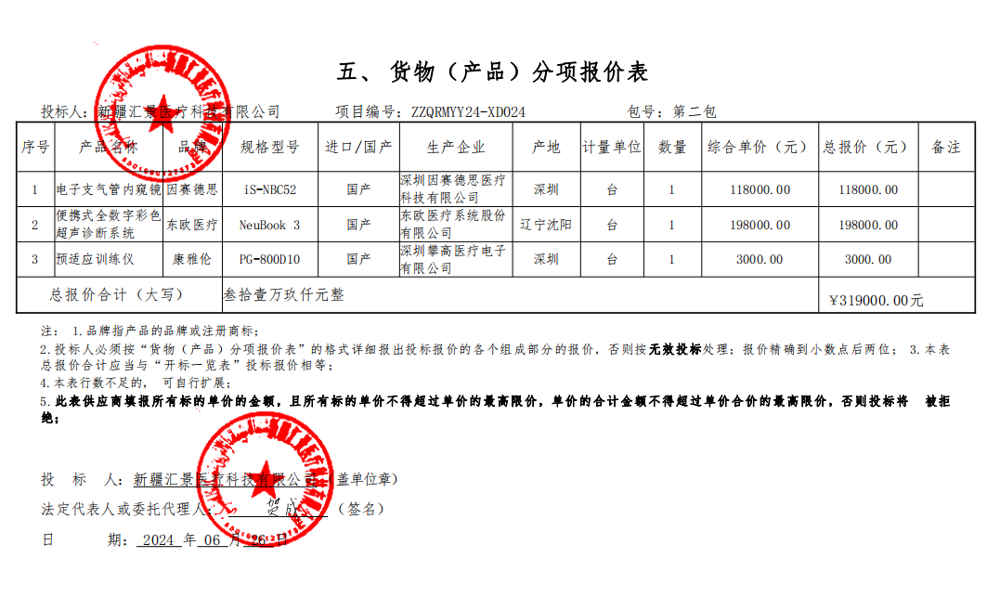 五、 货物（产品）分项报价表
投标人: 新疆汇景医疗科技有限公司 项目编号: ZZQRMYY24-XD024 包号: 第二包
序号 产品名称 品牌 规格型号 进口/国产 生产企业 产地 计量单位 数量 综合单价（元） 总报价（元） 备注
1 电子支气管内窥镜 因赛德思 iS-NBC52 国产 深圳因赛德思医疗科技有限公司 深圳 台 1 118000.00 118000.00
2 便携式全数字彩色超声诊断系统 东欧医疗 NeuBook 3 国产 东欧医疗系统股份有限公司 辽宁沈阳 台 1 198000.00 198000.00
3 预适应训练仪 康雅伦 PG-800D10 国产 深圳攀高医疗电子有限公司 深圳 台 1 3000.00 3000.00
总报价合计（大写） 叁拾壹万玖仟元整 ¥319000.00元
注: 1.品牌指产品的品牌或注册商标;
2.投标人必须按“货物（产品）分项报价表”的格式详细报出投标报价的各个组成部分的报价, 否则按无效投标处理; 报价精确到小数点后两位; 3.本表
总报价合计应当与“开标一览表”投标报价相等;
4.本表行数不足的, 可自行扩展;
5.此表供应商填报所有标的单价的金额, 且所有标的单价不得超过单价的最高限价, 单价的合计金额不得超过单价合价的最高限价, 否则投标将 被拒
绝;
投 标 人: 新疆汇景医疗科技有限公司（盖单位章）
法定代表人或委托代理人: 贺成 （签名）
日 期: 2024 年 06 月 26 日